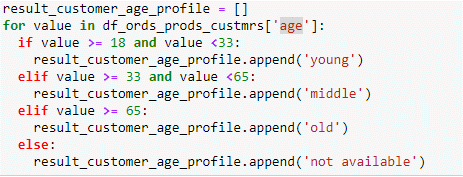 result_customer_age_profile = []
for value in df_ords_prods_custmrs['age']:
  if value >= 18 and value <33:
    result_customer_age_profile.append('young')
  elif value >= 33 and value <65:
    result_customer_age_profile.append('middle')
  elif value >= 65:
    result_customer_age_profile.append('old')
  else:
    result_customer_age_profile.append('not available')